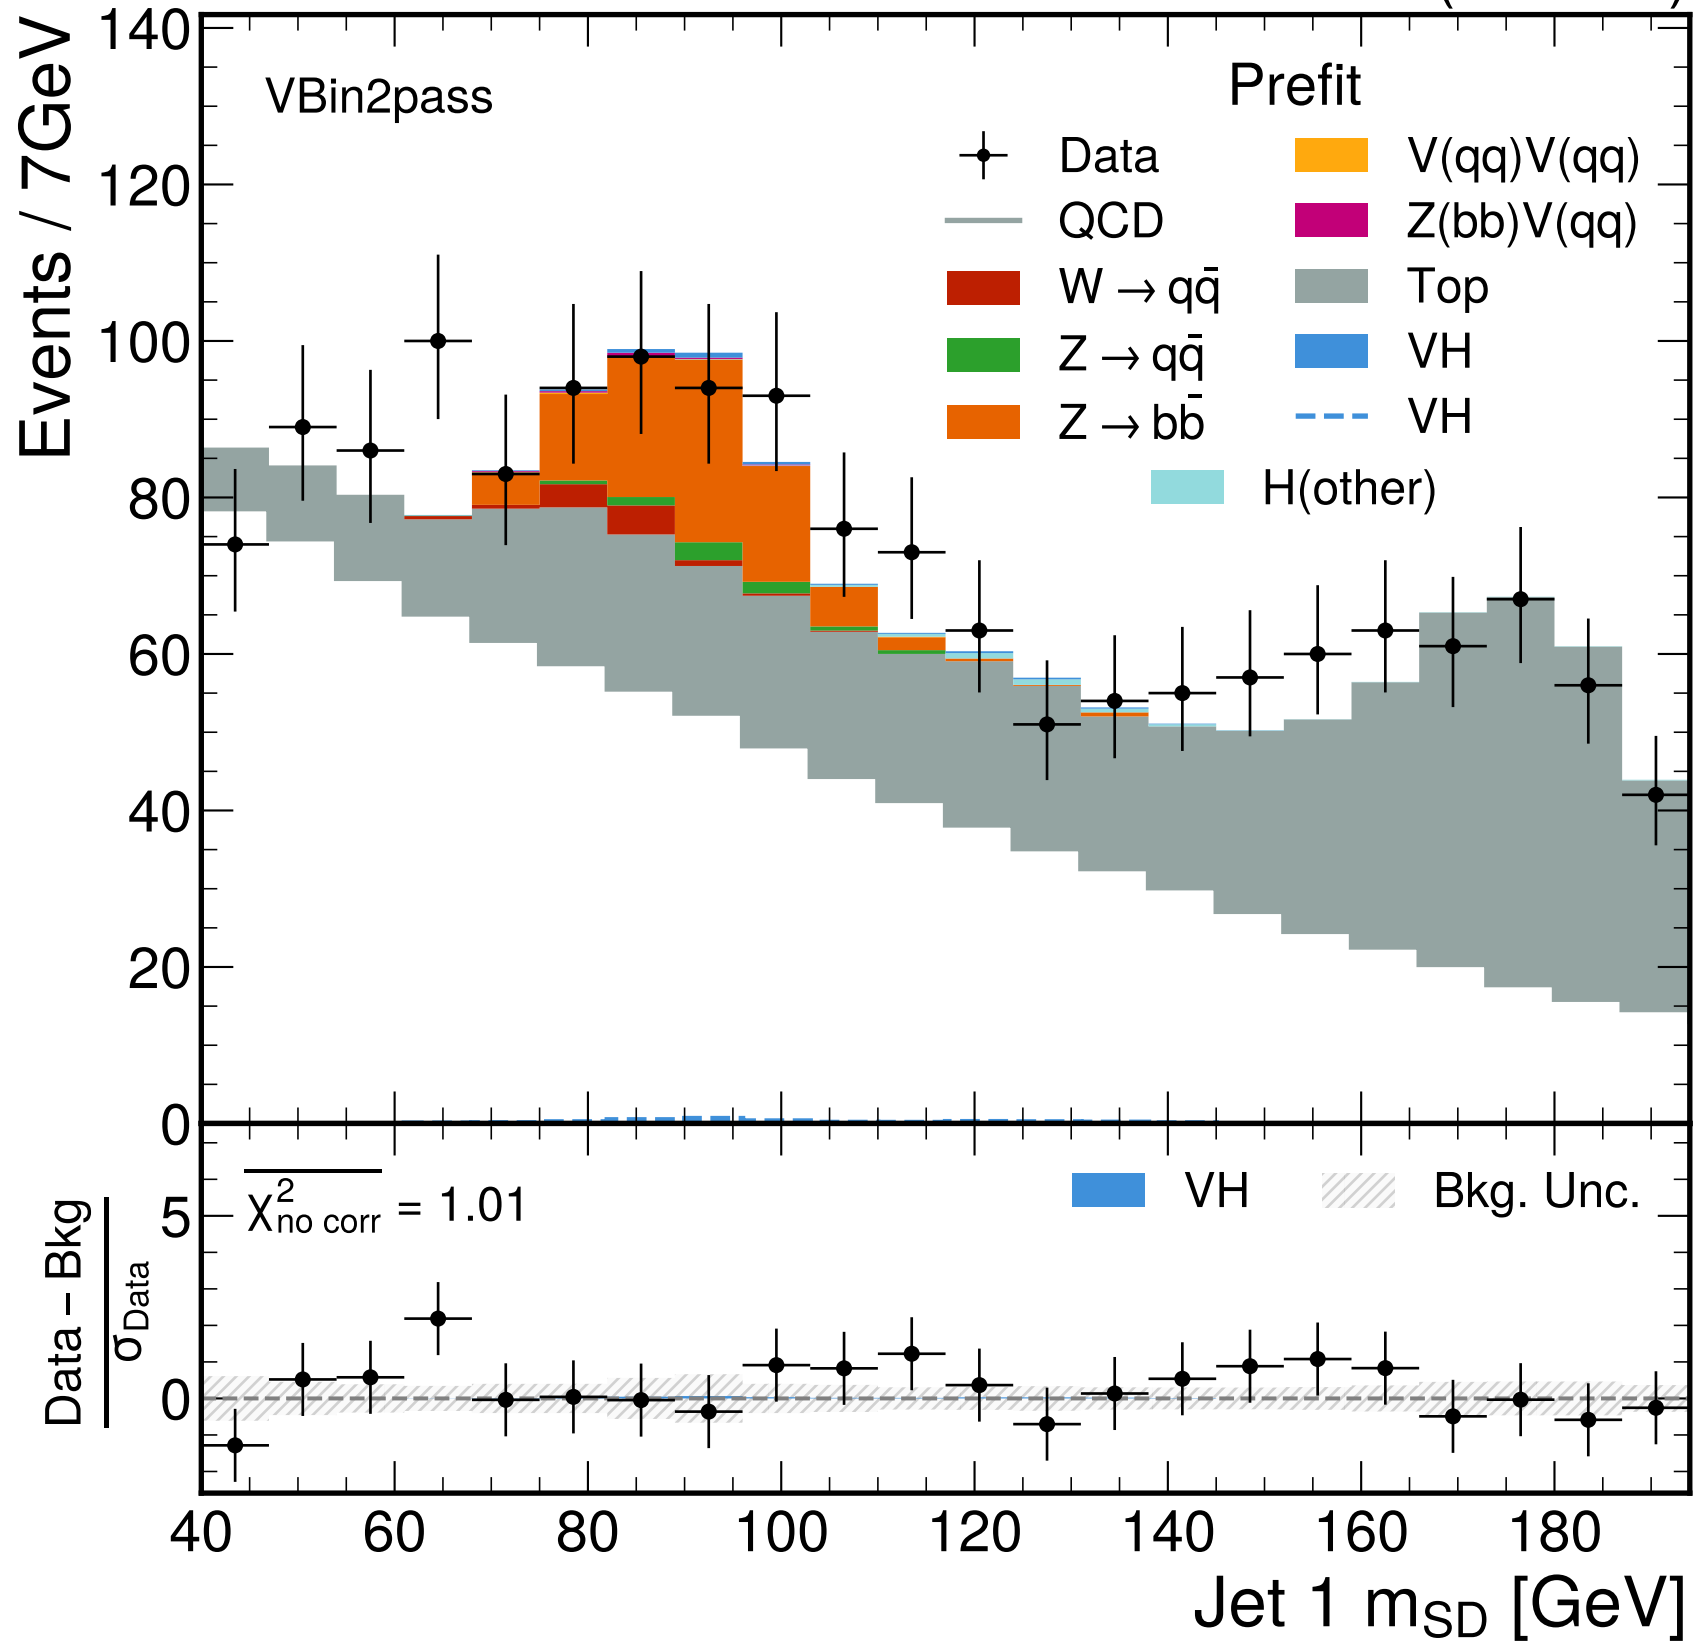 Events / 7GeV
140
120
100
80
60
40
20
0
VBin2pass
Prefit
Data
QCD
W → qq̄
Z → qq̄
Z → bb̄
V(qq)V(qq)
Z(bb)V(qq)
Top
VH
VH
H(other)
Data − Bkg
σData
5
0
χ²no corr = 1.01
VH
Bkg. Unc.
40 60 80 100 120 140 160 180
Jet 1 mSD [GeV]